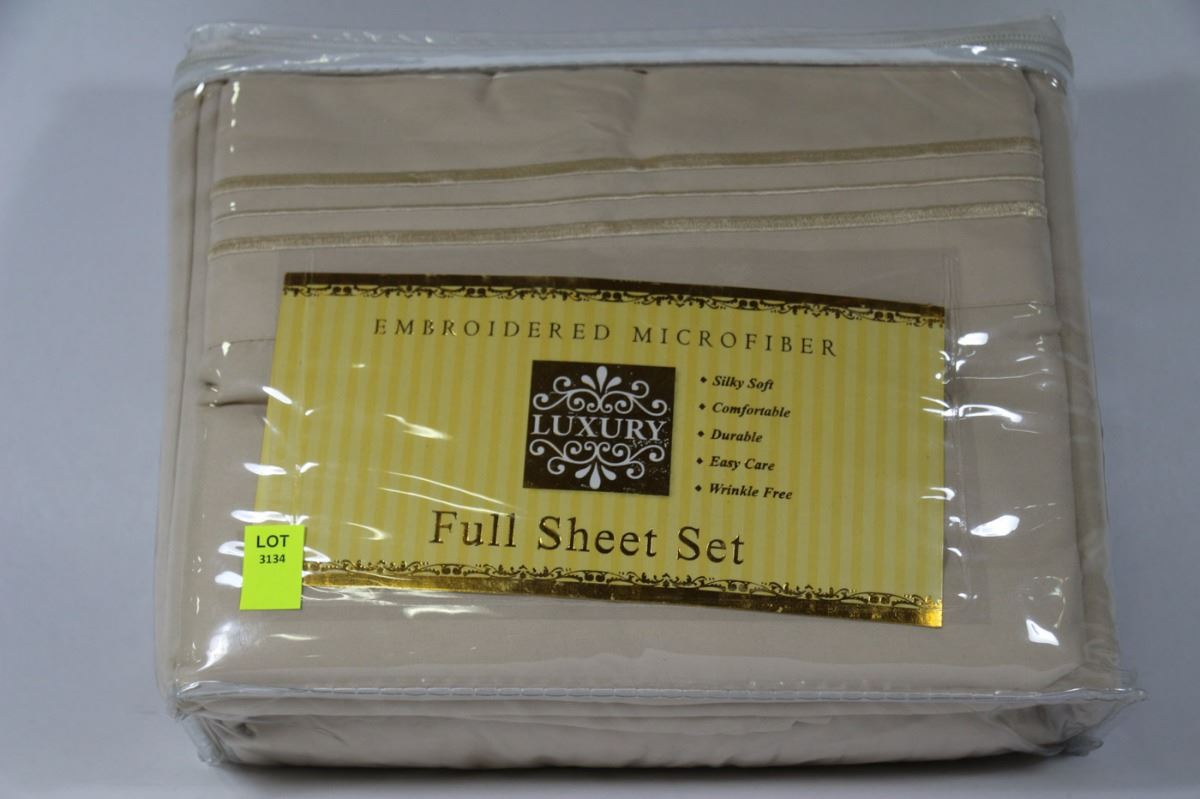 EMBROIDERED MICROFIBER
LUXURY
Silky Soft
Comfortable
Durable
Easy Care
Wrinkle Free
Full Sheet Set
LOT
3134